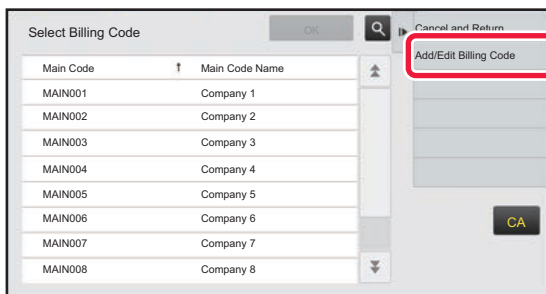 Select Billing Code
OK
Cancel and Return
Add/Edit Billing Code
Main Code Main Code Name
MAIN001 Company 1
MAIN002 Company 2
MAIN003 Company 3
MAIN004 Company 4
MAIN005 Company 5
MAIN006 Company 6
MAIN007 Company 7
MAIN008 Company 8
CA